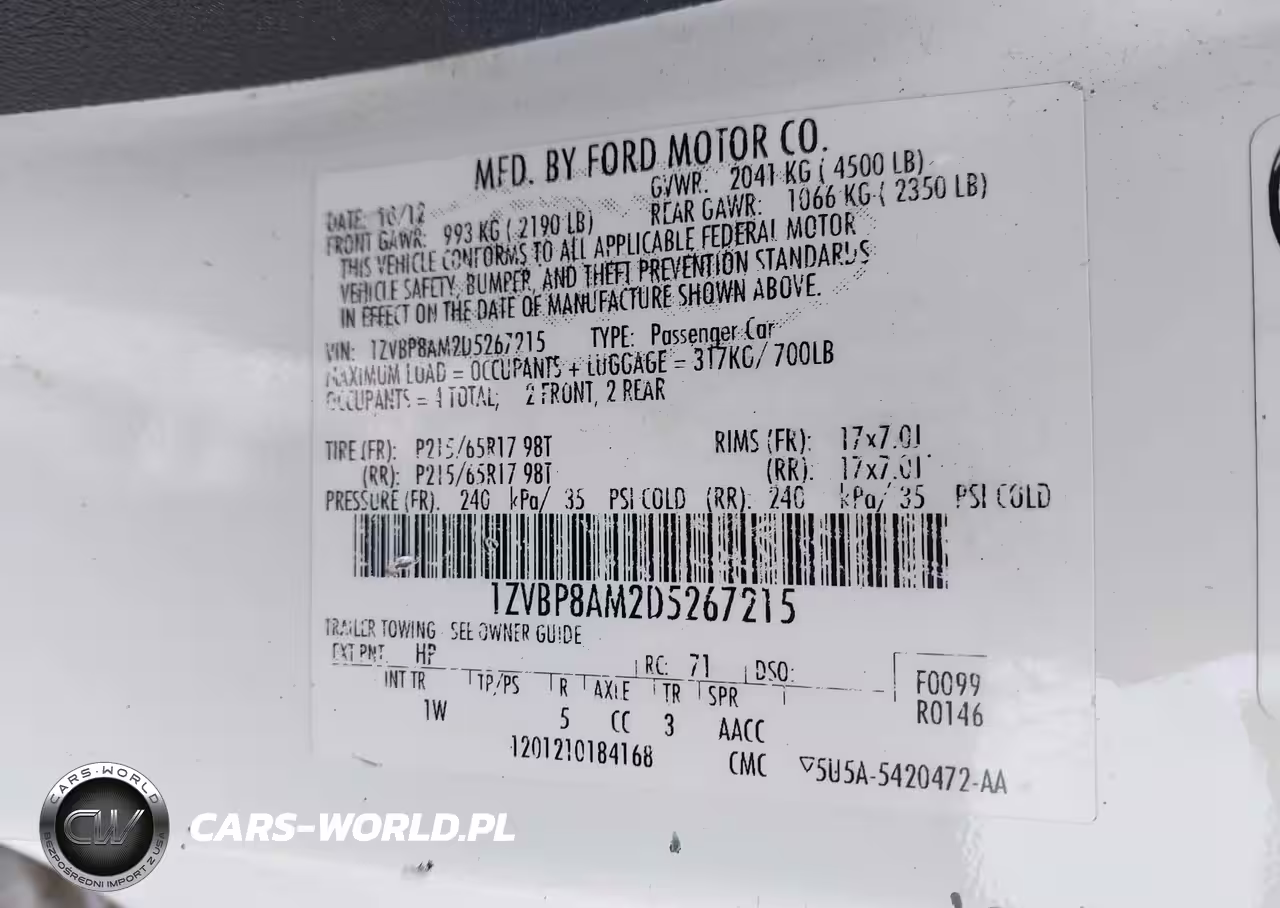 MFD. BY FORD MOTOR CO.
DATE: 10/12 GVWR: 2041 KG ( 4500 LB)
FRONT GAWR: 993 KG ( 2190 LB) REAR GAWR: 1066 KG ( 2350 LB)
THIS VEHICLE CONFORMS TO ALL APPLICABLE FEDERAL MOTOR
VEHICLE SAFETY, BUMPER, AND THEFT PREVENTION STANDARDS
IN EFFECT ON THE DATE OF MANUFACTURE SHOWN ABOVE.
VIN: 1ZVBP8AM2D5267215 TYPE: Passenger Car
MAXIMUM LOAD = OCCUPANTS + LUGGAGE = 317KG/ 700LB
OCCUPANTS = 4 TOTAL; 2 FRONT, 2 REAR
TIRE (FR): P215/65R17 98T RIMS (FR): 17x7.0J
(RR): P215/65R17 98T (RR): 17x7.0J
PRESSURE (FR): 240 kPa/ 35 PSI COLD (RR): 240 kPa/ 35 PSI COLD
1ZVBP8AM2D5267215
TRAILER TOWING - SEE OWNER GUIDE
EXT PNT: HP RC: 71 DSO:
INT TR TP/PS R AXLE TR SPR F0099
1W 5 CC 3 AACC R0146
1201210184168 CMC ▽5U5A-5420472-AA
CARS-WORLD
CW
BEZPOŚREDNI IMPORT Z USA
CARS-WORLD.PL